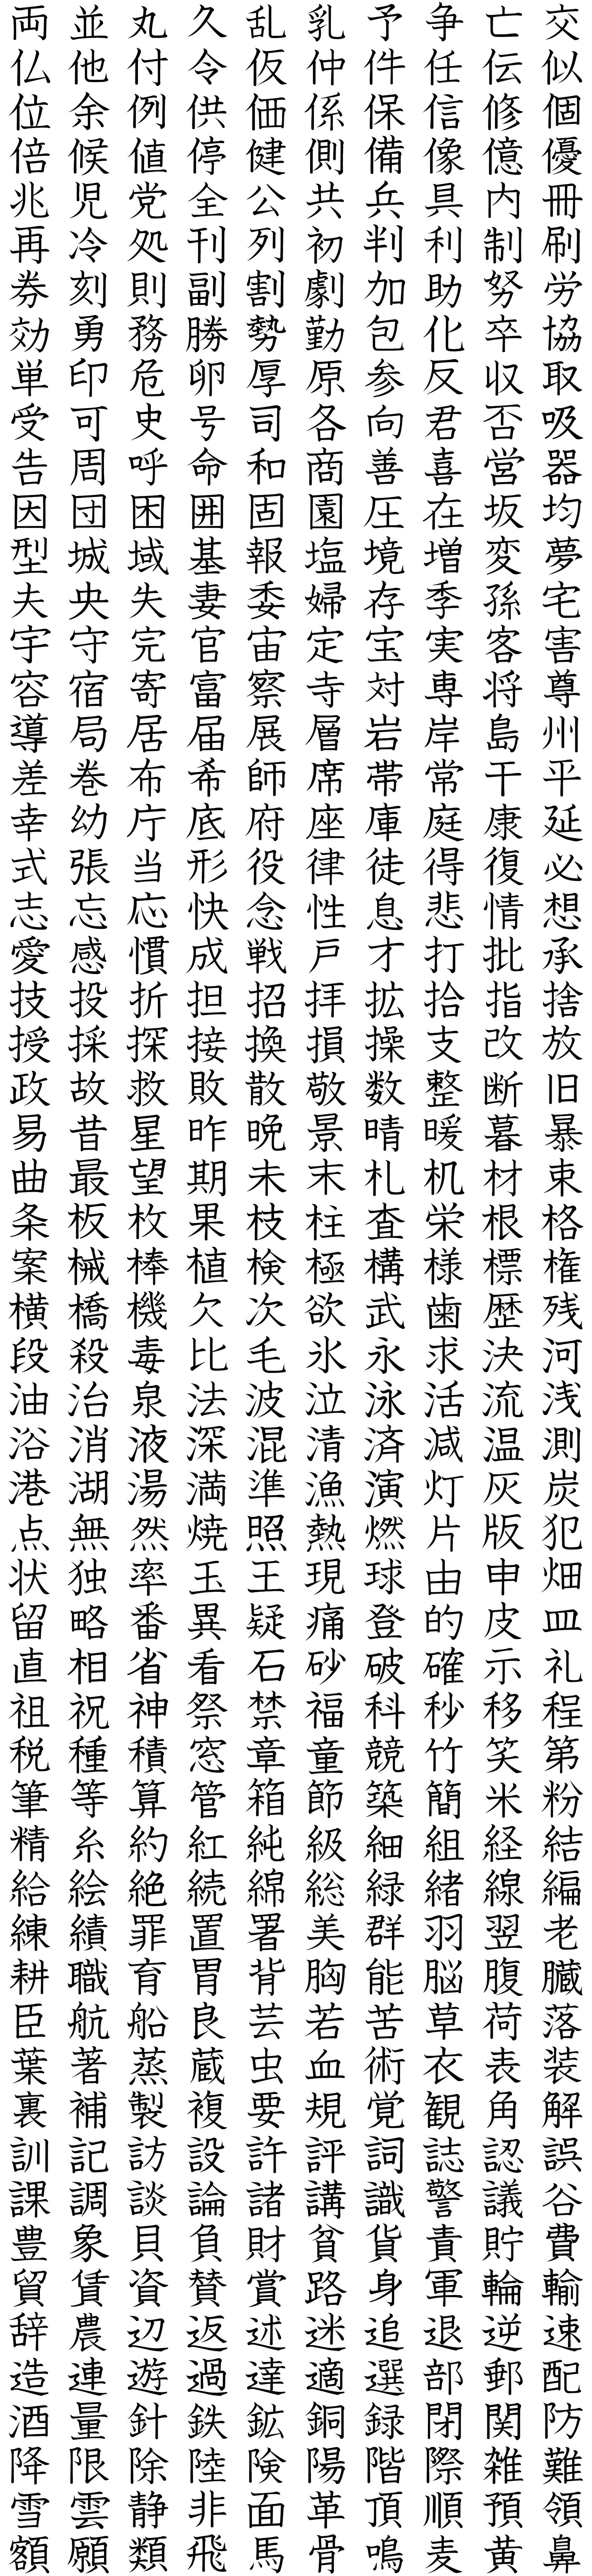 両並丸久乱乳予争亡交
仏他付令仮仲件任伝似
位余例供価係保信修個
倍候値停健側備像億優
兆児党全公共兵具内冊
再冷処刊列初判利制刷
券刻則副割劇加助努労
効勇務勝勢勤包化卒協
単印危卵厚原参反収取
受可史号司各向君否吸
告周呼命和商善喜営器
因団困囲固園圧在坂均
型城域基報塩境増変夢
夫央失妻委婦存季孫宅
宇守完官宙定宝実客害
容宿寄富察寺対専将尊
導局居届展層岩岸島州
差巻布希師席帯常干平
幸幼庁底府座庫庭康延
式張当形役律徒得復必
志忘応快念性息悲情想
愛感慣成戦戸才打批承
技投折担招拝拡拾指捨
授採探接換損操支改放
政故救敗散敬数整断旧
易昔星昨晩景晴暖暮暴
曲最望期未末札机材束
条板枚果枝柱査栄根格
案械棒植検極構様標権
横橋機欠次欲武歯歴残
段殺毒比毛氷永求決河
油治泉法波泣泳活流浅
浴消液深混清済減温測
港湖湯満準漁演灯灰炭
点無然焼照熱燃片版犯
状独率玉王現球由申畑
留略番異疑痛登的皮皿
直相省看石砂破確示礼
祖祝神祭禁福科秒移程
税種積窓章童競竹笑第
筆等算管箱節築簡米粉
精糸約紅純級細組経結
給絵絶続綿総緑緒線編
練績罪置署美群羽翌老
耕職育胃背胸能脳腹臓
臣航船良芸若苦草荷落
葉著蒸蔵虫血術衣表装
裏補製複要規覚観角解
訓記訪設許評詞誌認誤
課調談論諸講識警議谷
豊象貝負財貧貨責貯費
貿賃資賛賞路身軍輪輸
辞農辺返述迷追退逆速
造連遊過達適選部郵配
酒量針鉄鉱銅録閉関防
降限除陸険陽階際雑難
雪雲静非面革頂順預領
額願類飛馬骨鳴麦黄鼻